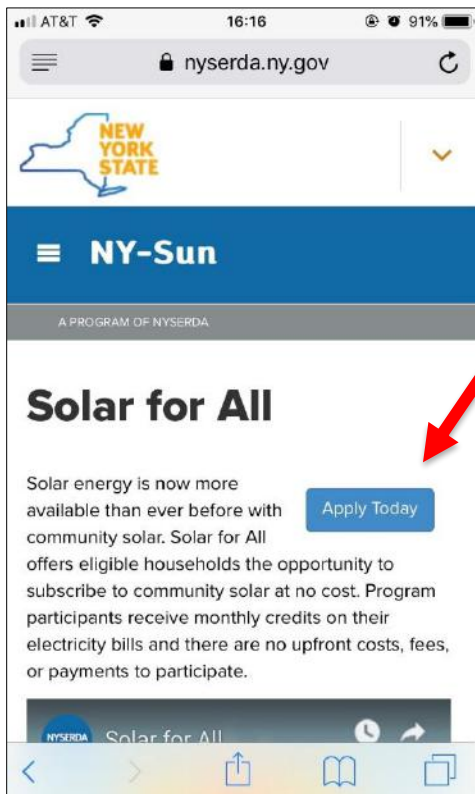 AT&T 16:16 91%
nyserda.ny.gov
NEW
YORK
STATE
NY-Sun
A PROGRAM OF NYSERDA
Solar for All
Solar energy is now more
available than ever before with
Apply Today
community solar. Solar for All
offers eligible households the opportunity to
subscribe to community solar at no cost. Program
participants receive monthly credits on their
electricity bills and there are no upfront costs, fees,
or payments to participate.
NYSERDA Solar for All